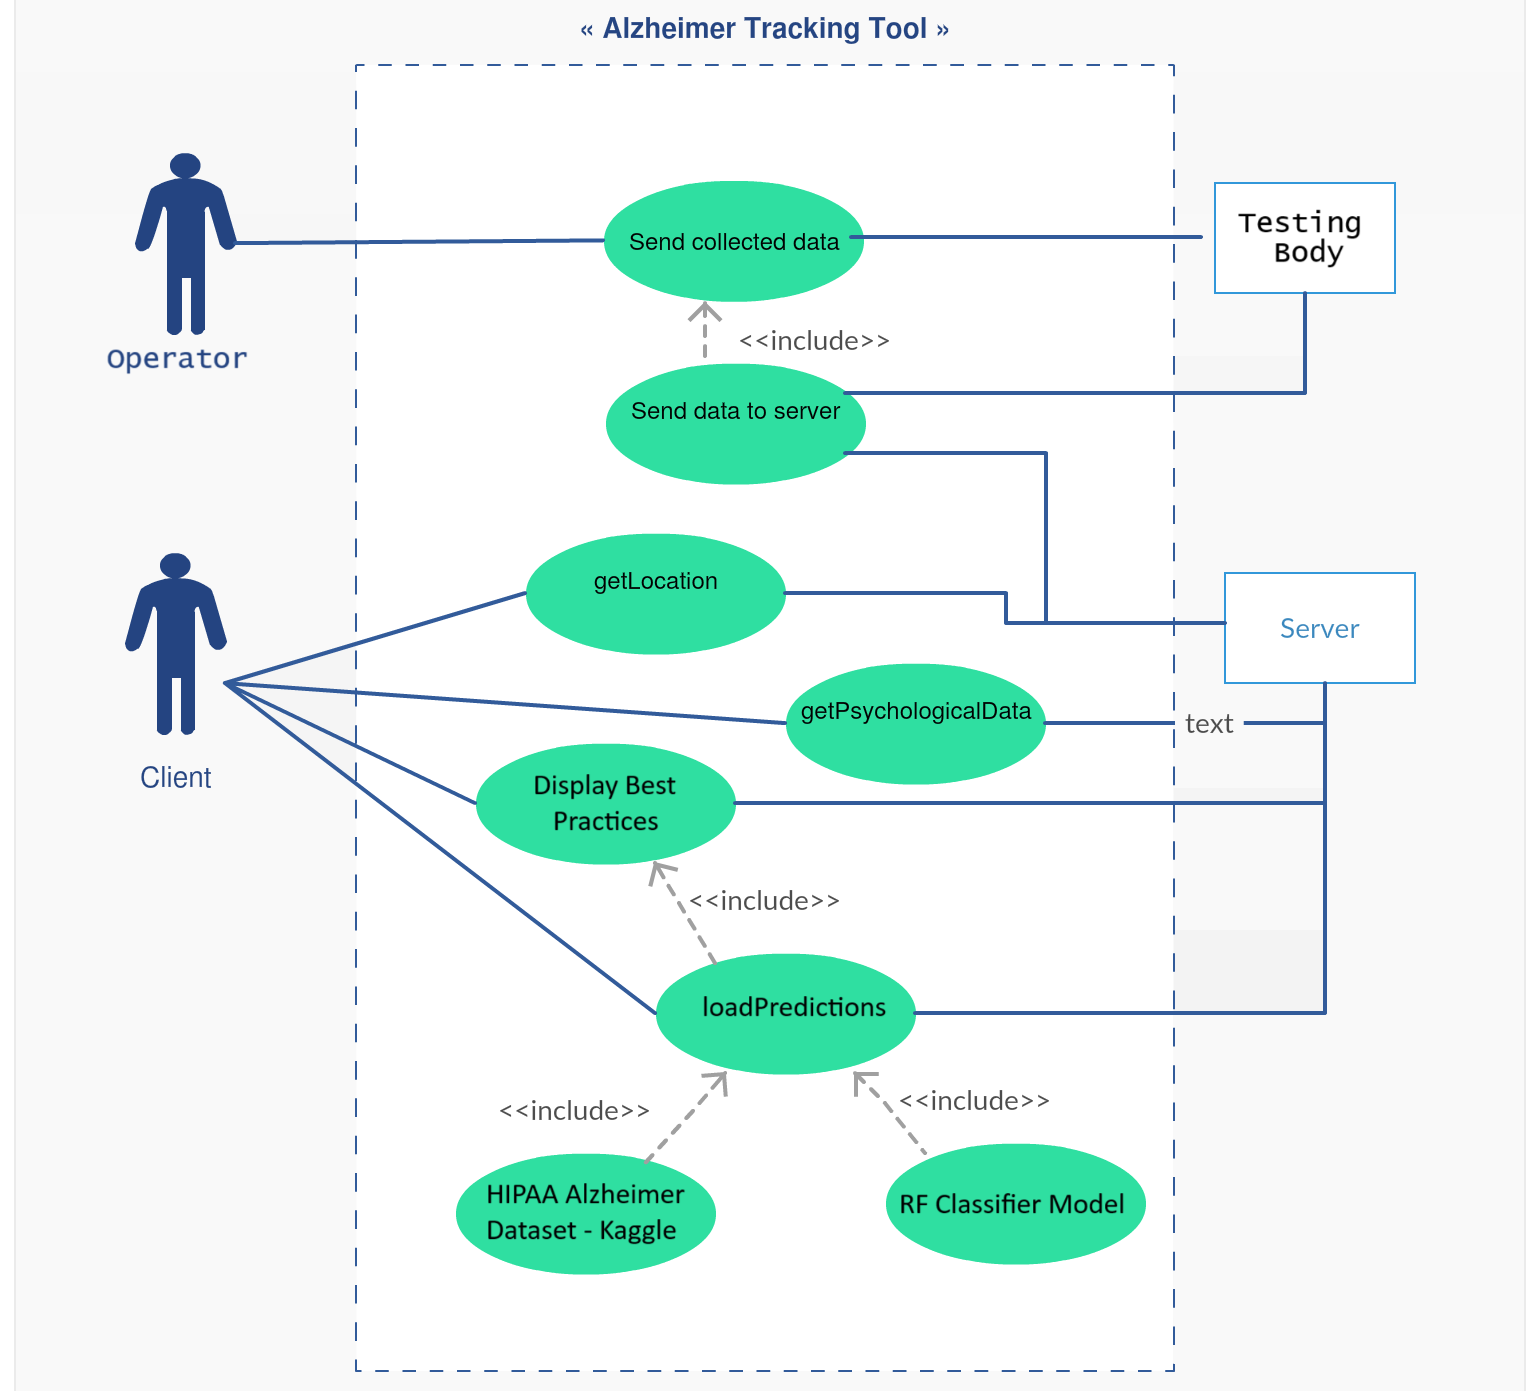 « Alzheimer Tracking Tool »
Send collected data
Testing
Body
<<include>>
Operator
Send data to server
getLocation
Server
getPsychologicalData
text
Client
Display Best
Practices
<<include>>
loadPredictions
<<include>>
<<include>>
HIPAA Alzheimer
Dataset - Kaggle
RF Classifier Model